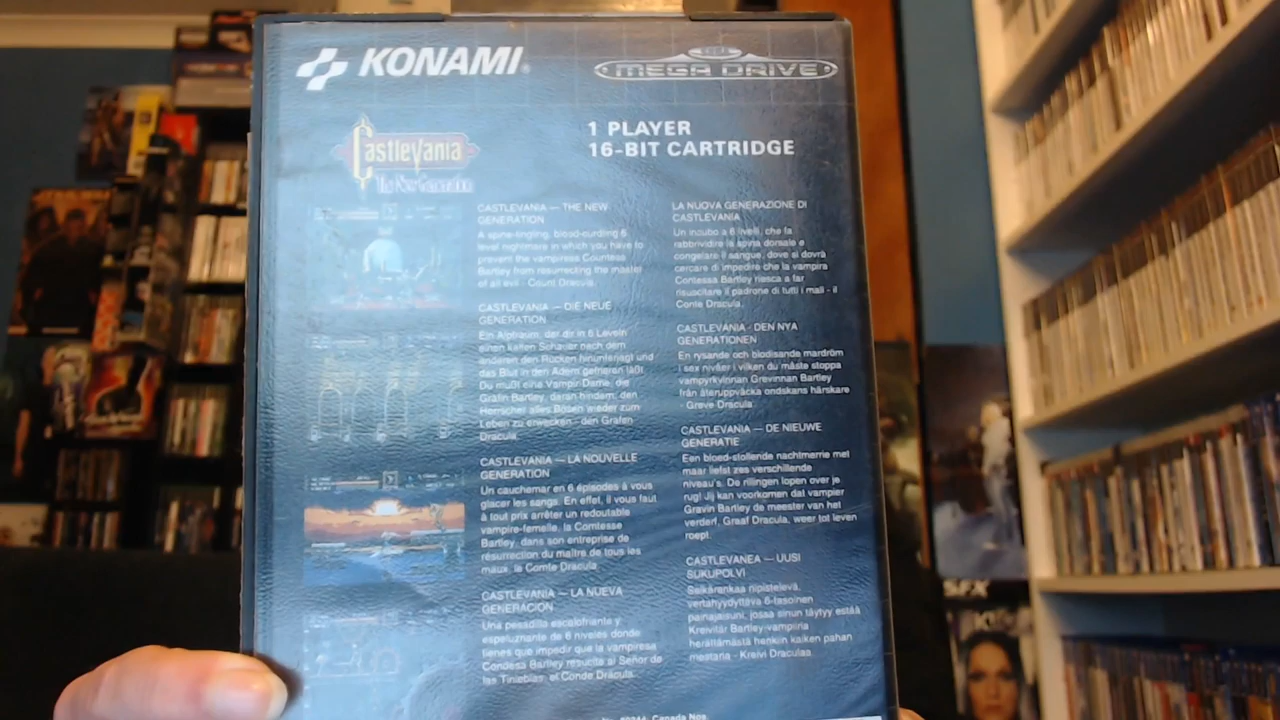 KONAMI
SEGA
MEGA DRIVE
Castlevania
The New Generation
1 PLAYER
16-BIT CARTRIDGE
CASTLEVANIA — THE NEW
GENERATION
A spine-tingling, blood-curdling 6
level nightmare in which you have to
prevent the vampiress Countess
Bartley from resurrecting the master
of all evil - Count Dracula.
CASTLEVANIA — DIE NEUE
GENERATION
Ein Alptraum, der dir in 6 Leveln
einen kalten Schauer nach dem
anderen den Rücken hinunterjagt und
das Blut in den Adern gefrieren läßt.
Du mußt eine Vampir-Dame, die
Gräfin Bartley, daran hindern, den
Herrscher alles Bösen wieder zum
Leben zu erwecken - den Grafen
Dracula.
CASTLEVANIA — LA NOUVELLE
GENERATION
Un cauchemar en 6 épisodes à vous
glacer les sangs. En effet, il vous faut
à tout prix arrêter un redoutable
vampire-femelle, la Comtesse
Bartley, dans son entreprise de
résurrection du maître de tous les
maux, le Comte Dracula.
CASTLEVANIA — LA NUEVA
GENERACION
Una pesadilla escalofriante y
espeluznante de 6 niveles donde
tienes que impedir que la vampiresa
Condesa Bartley resucite al Señor de
las Tinieblas, el Conde Drácula.
LA NUOVA GENERAZIONE DI
CASTLEVANIA
Un incubo a 6 livelli, che fa
rabbrividire la spina dorsale e
congelare il sangue, dove si dovrà
cercare di impedire che la vampira
Contessa Bartley riesca a far
risuscitare il padrone di tutti i mali - il
Conte Dracula.
CASTLEVANIA - DEN NYA
GENERATIONEN
En rysande och blodisande mardröm
i sex nivåer i vilken du måste stoppa
vampyrkvinnan Grevinnan Bartley
från återuppväcka ondskans härskare
- Greve Dracula.
CASTLEVANIA — DE NIEUWE
GENERATIE
Een bloed-stollende nachtmerrie met
maar liefst zes verschillende
niveau's. De rillingen lopen over je
rug! Jij kan voorkomen dat vampier
Gravin Bartley de meester van het
verderf, Graaf Dracula, weer tot leven
roept.
CASTLEVANEA — UUSI
SUKUPOLVI
Selkärankaa nipistelevä,
vertahyydyttävä 6-tasoinen
painajaisuni, jossa sinun täytyy estää
Kreivitär Bartley-vampiria
herättämästä henkiin kaiken pahan
mestaria - Kreivi Draculaa.
Canada Nos.
SFX